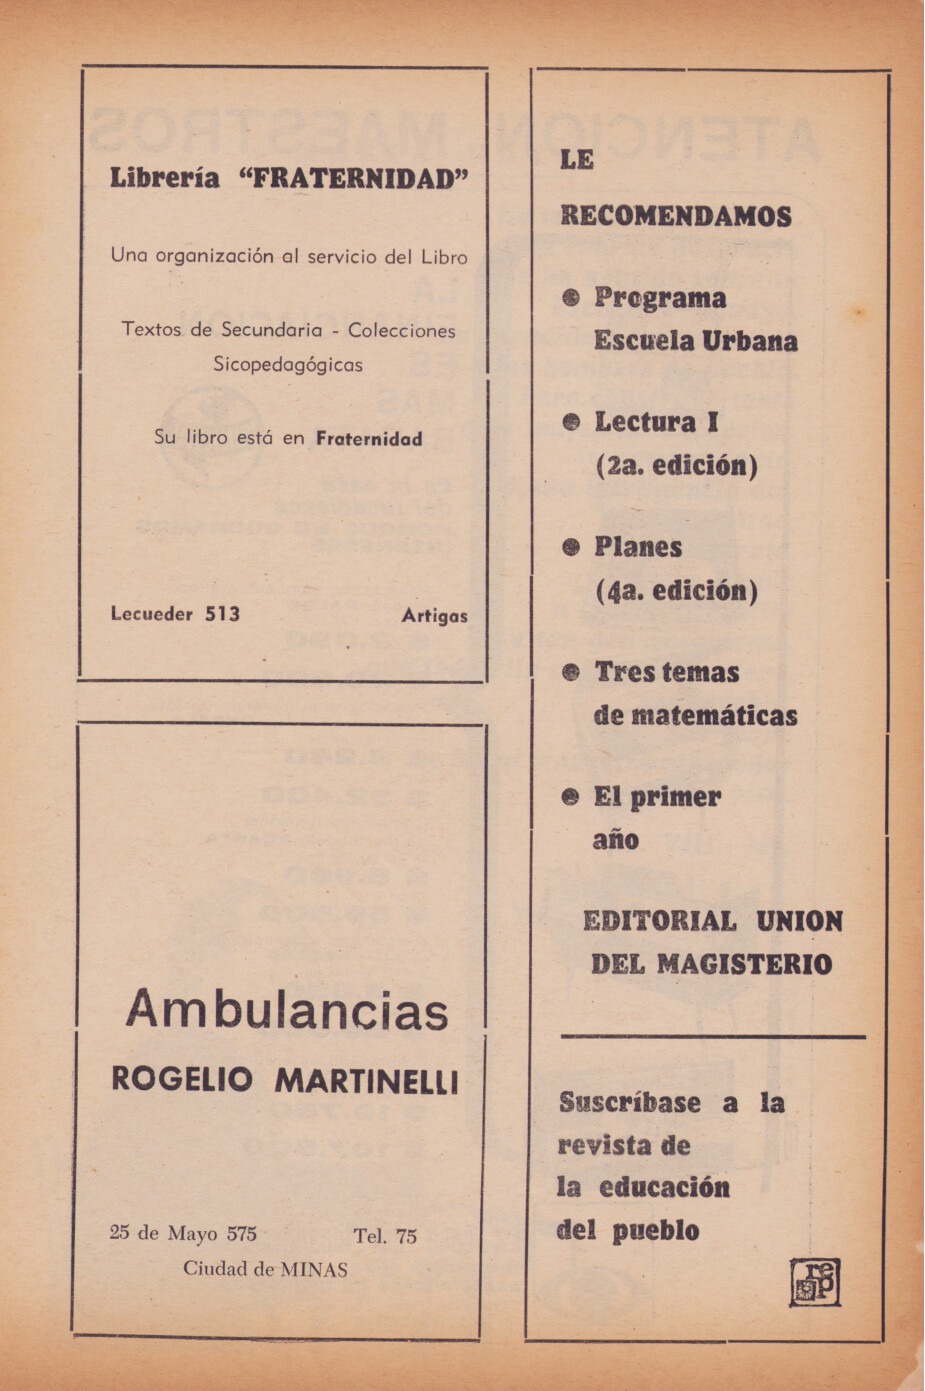 Librería "FRATERNIDAD"
Una organización al servicio del Libro
Textos de Secundaria - Colecciones
Sicopedagógicas
Su libro está en Fraternidad
Lecueder 513 Artigas
Ambulancias
ROGELIO MARTINELLI
25 de Mayo 575 Tel. 75
Ciudad de MINAS
LE
RECOMENDAMOS
● Programa
Escuela Urbana
● Lectura I
(2a. edición)
● Planes
(4a. edición)
● Tres temas
de matemáticas
● El primer
año
EDITORIAL UNION
DEL MAGISTERIO
Suscríbase a la
revista de
la educación
del pueblo
rep